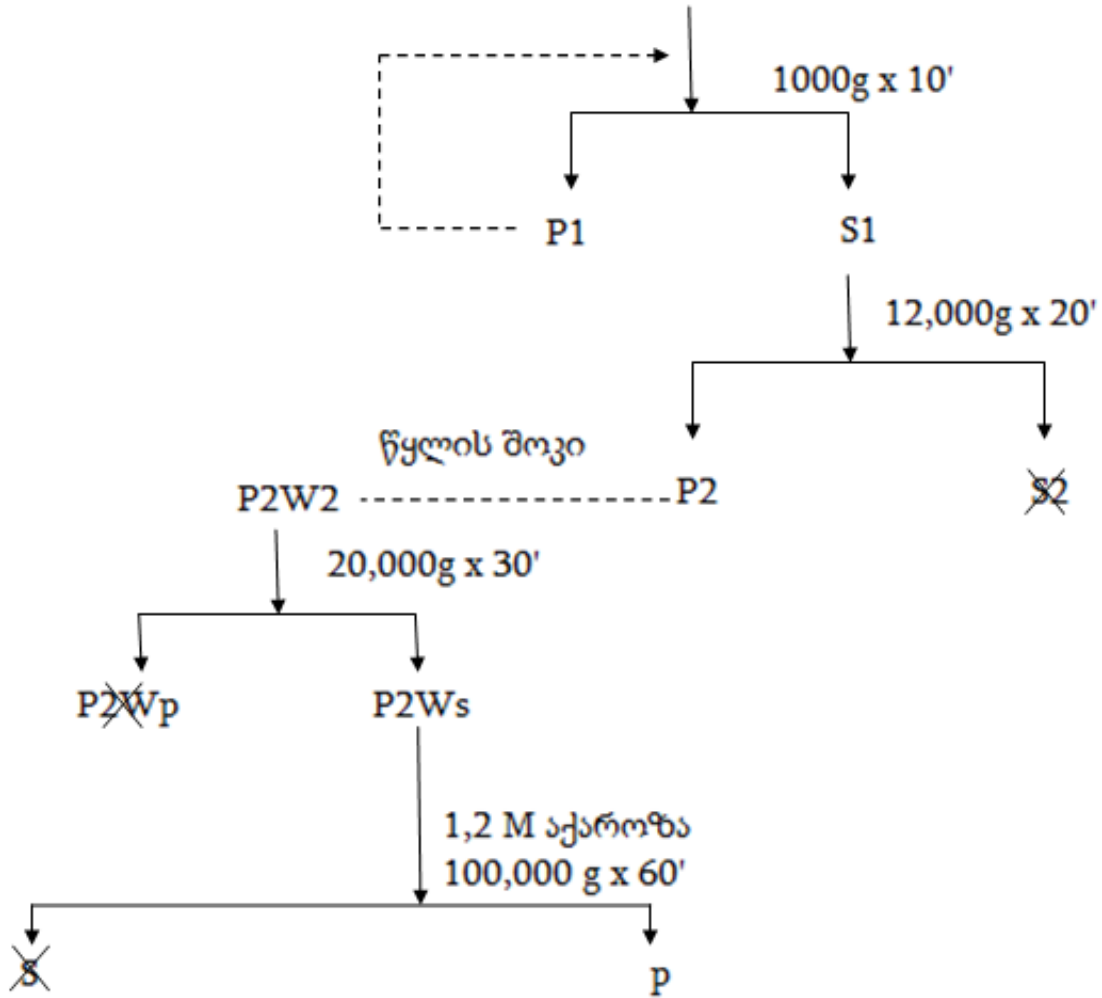 1000g x 10'
P1
S1
12,000g x 20'
წყლის შოკი
P2W2
P2
S2
20,000g x 30'
P2Wp
P2Ws
1,2 M აქაროზა
100,000 g x 60'
S
p